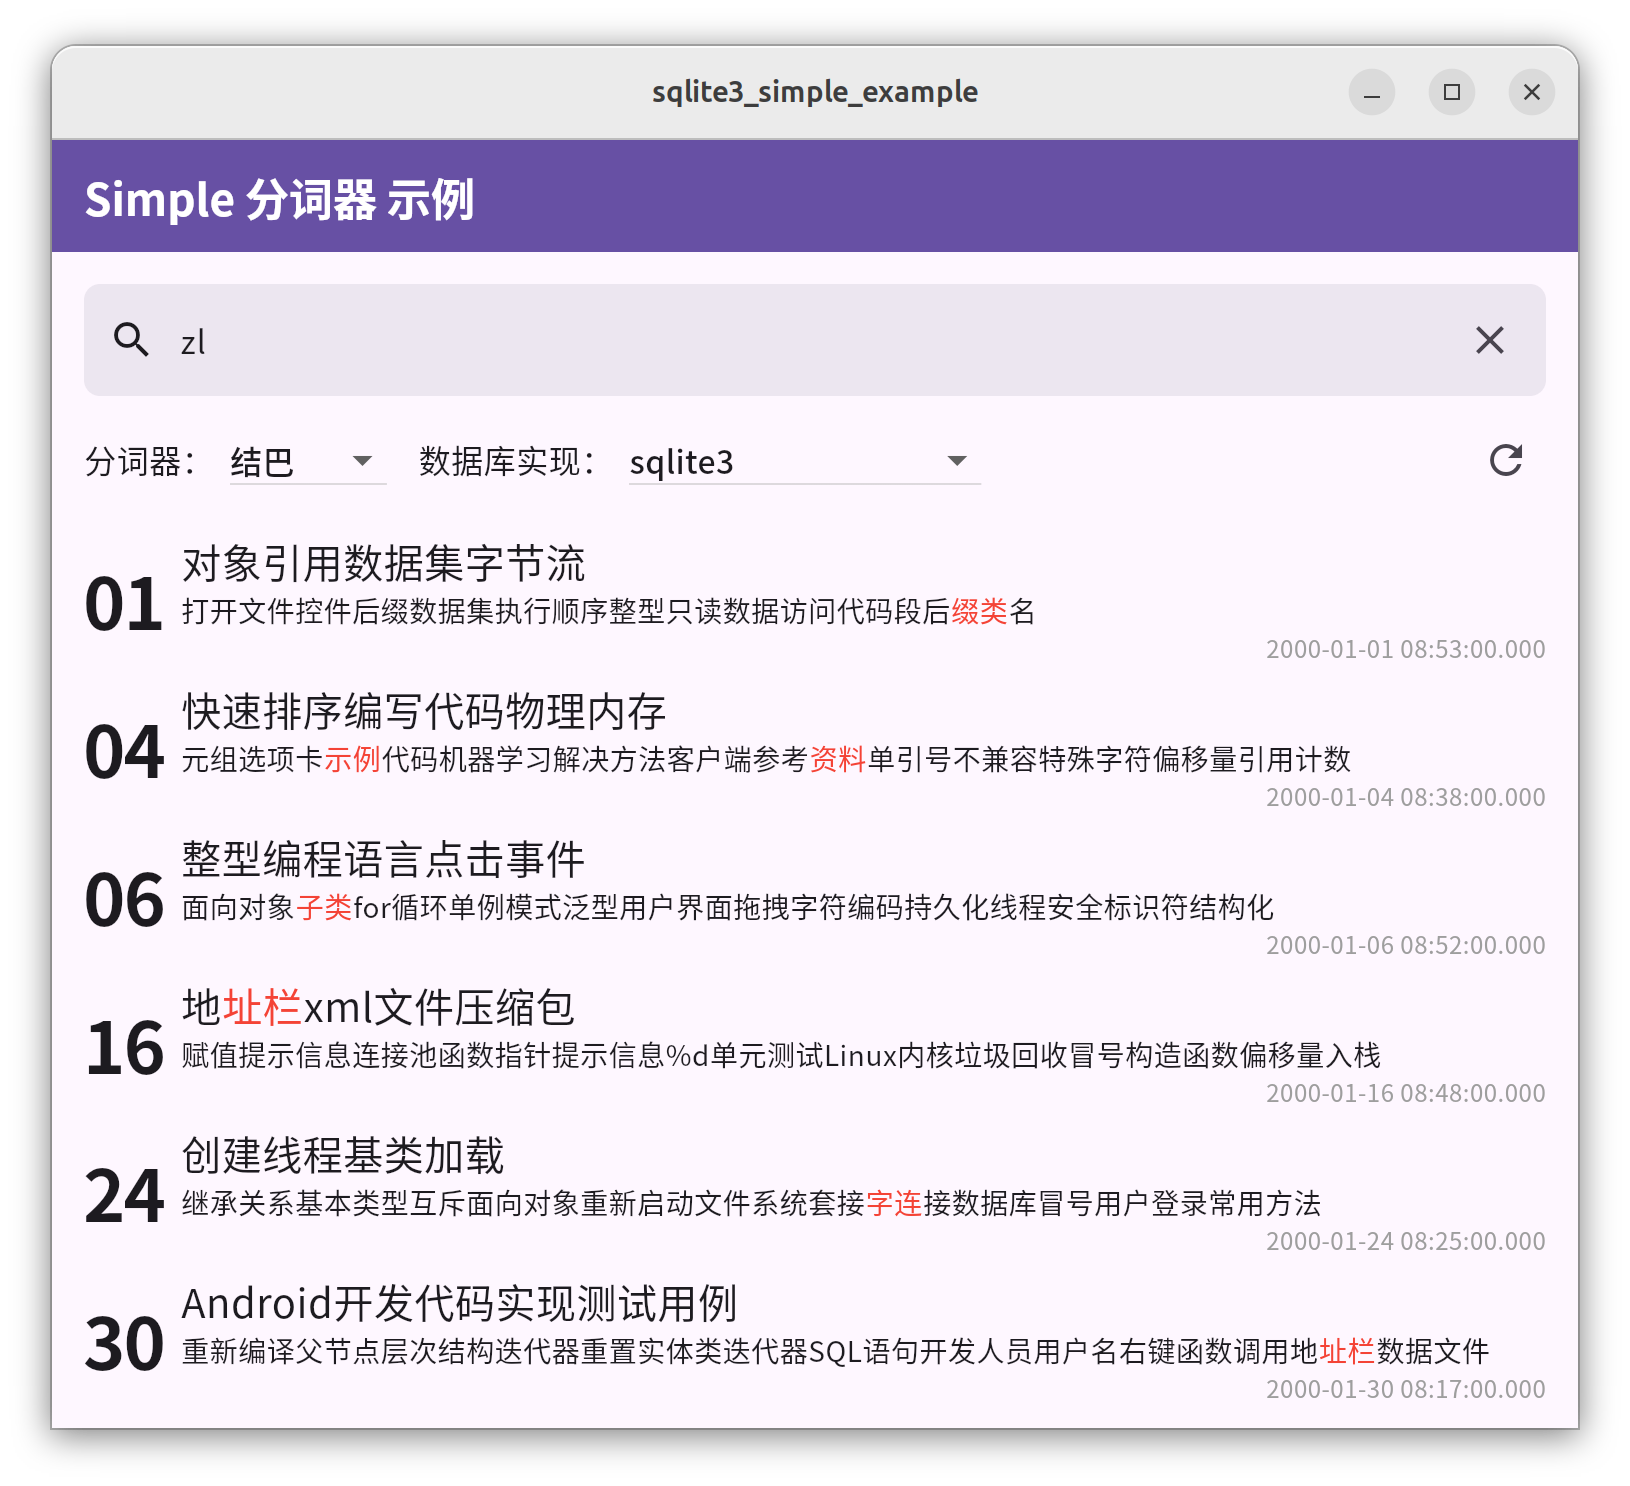 sqlite3_simple_example
Simple 分词器 示例
zl
分词器： 结巴 数据库实现： sqlite3
01
对象引用数据集字节流
打开文件控件后缀数据集执行顺序整型只读数据访问代码段后缀类名
2000-01-01 08:53:00.000
04
快速排序编写代码物理内存
元组选项卡示例代码机器学习解决方法客户端参考资料单引号不兼容特殊字符偏移量引用计数
2000-01-04 08:38:00.000
06
整型编程语言点击事件
面向对象子类for循环单例模式泛型用户界面拖拽字符编码持久化线程安全标识符结构化
2000-01-06 08:52:00.000
16
地址栏xml文件压缩包
赋值提示信息连接池函数指针提示信息%d单元测试Linux内核垃圾回收冒号构造函数偏移量入栈
2000-01-16 08:48:00.000
24
创建线程基类加载
继承关系基本类型互斥面向对象重新启动文件系统套接字连接数据库冒号用户登录常用方法
2000-01-24 08:25:00.000
30
Android开发代码实现测试用例
重新编译父节点层次结构迭代器重置实体类迭代器SQL语句开发人员用户名右键函数调用地址栏数据文件
2000-01-30 08:17:00.000